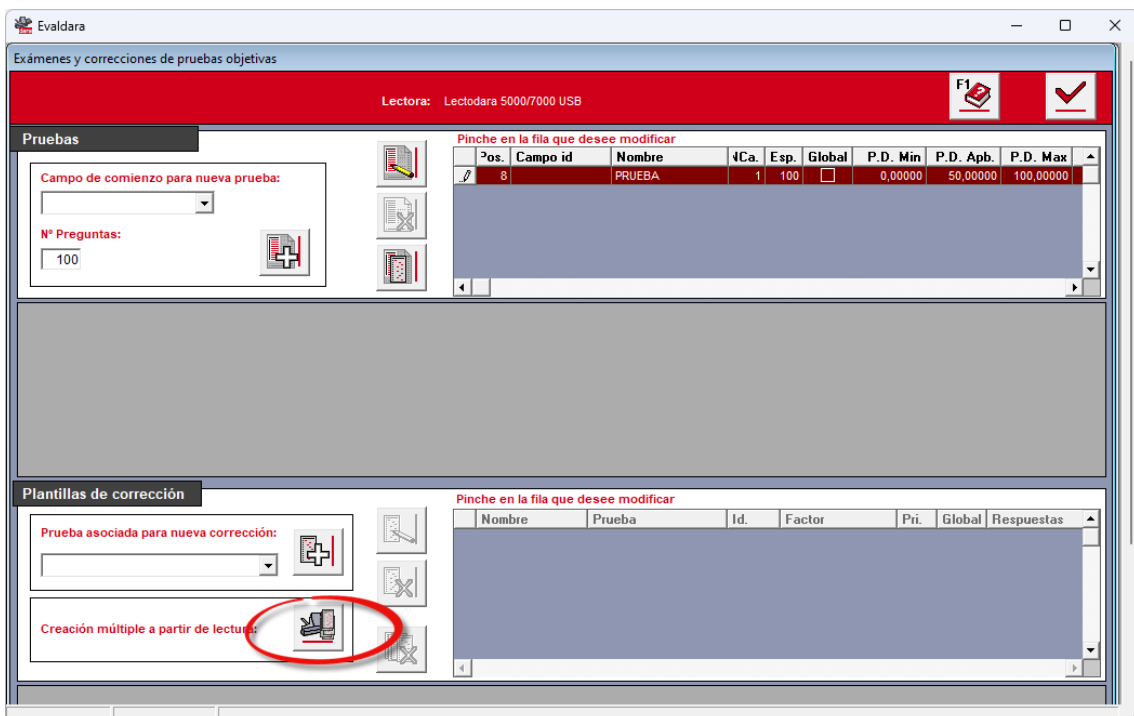 Evaldara
Exámenes y correcciones de pruebas objetivas
Lectora: Lectodara 5000/7000 USB
F1
Pruebas
Campo de comienzo para nueva prueba:
Nº Preguntas:
100
Pinche en la fila que desee modificar
Pos. Campo id Nombre NCa. Esp. Global P.D. Min P.D. Apb. P.D. Max
8 PRUEBA 1 100 0,00000 50,00000 100,00000
Plantillas de corrección
Prueba asociada para nueva corrección:
Creación múltiple a partir de lectura:
Pinche en la fila que desee modificar
Nombre Prueba Id. Factor Pri. Global Respuestas